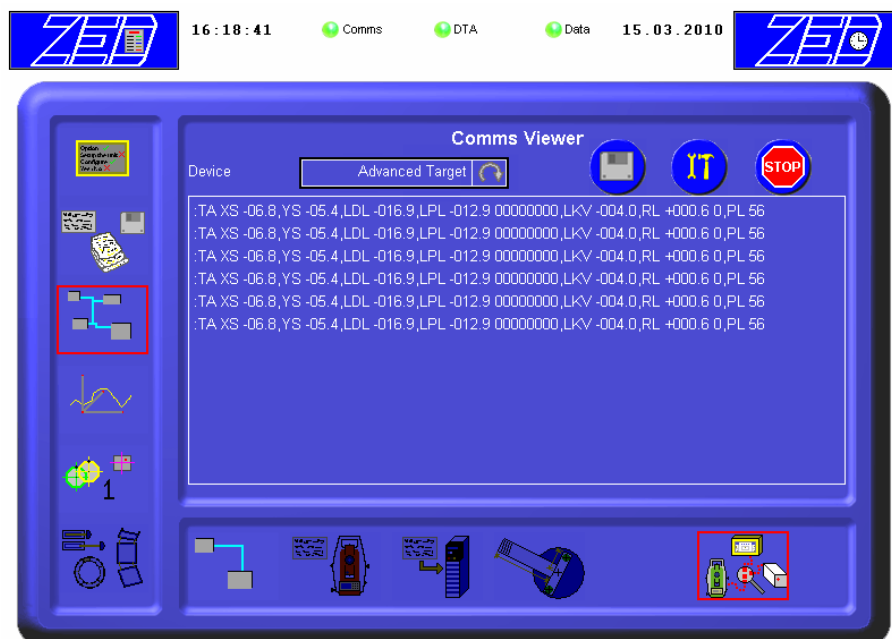 ZED
16:18:41
Comms
DTA
Data
15.03.2010
ZED
Comms Viewer
Device
Advanced Target
STOP
:TA XS -06.8,YS -05.4,LDL -016.9,LPL -012.9 00000000,LKV -004.0,RL +000.6 0,PL 56
:TA XS -06.8,YS -05.4,LDL -016.9,LPL -012.9 00000000,LKV -004.0,RL +000.6 0,PL 56
:TA XS -06.8,YS -05.4,LDL -016.9,LPL -012.9 00000000,LKV -004.0,RL +000.6 0,PL 56
:TA XS -06.8,YS -05.4,LDL -016.9,LPL -012.9 00000000,LKV -004.0,RL +000.6 0,PL 56
:TA XS -06.8,YS -05.4,LDL -016.9,LPL -012.9 00000000,LKV -004.0,RL +000.6 0,PL 56
:TA XS -06.8,YS -05.4,LDL -016.9,LPL -012.9 00000000,LKV -004.0,RL +000.6 0,PL 56
1